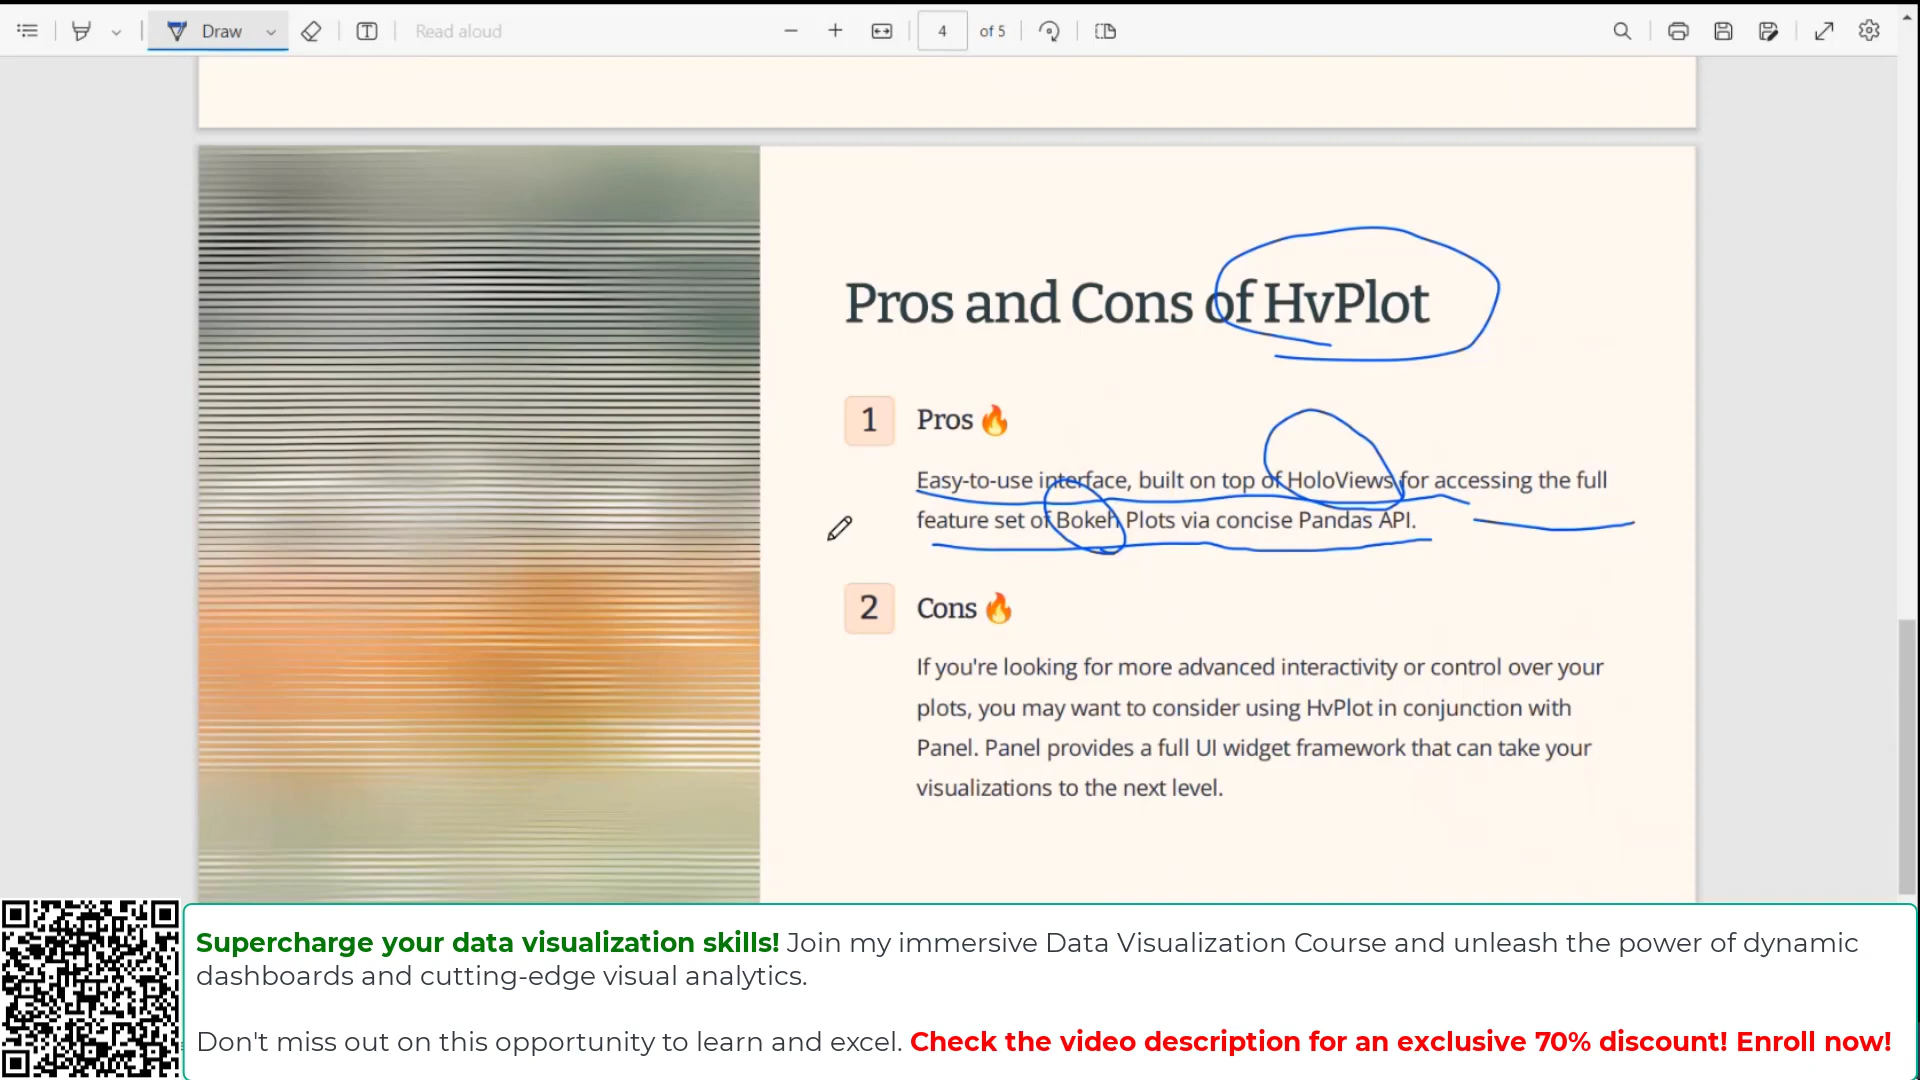 Draw
Read aloud
4
of 5
Pros and Cons of HvPlot
1
Pros 🔥
Easy-to-use interface, built on top of HoloViews for accessing the full
feature set of Bokeh Plots via concise Pandas API.
2
Cons 🔥
If you're looking for more advanced interactivity or control over your
plots, you may want to consider using HvPlot in conjunction with
Panel. Panel provides a full UI widget framework that can take your
visualizations to the next level.
Supercharge your data visualization skills! Join my immersive Data Visualization Course and unleash the power of dynamic
dashboards and cutting-edge visual analytics.
Don't miss out on this opportunity to learn and excel. Check the video description for an exclusive 70% discount! Enroll now!